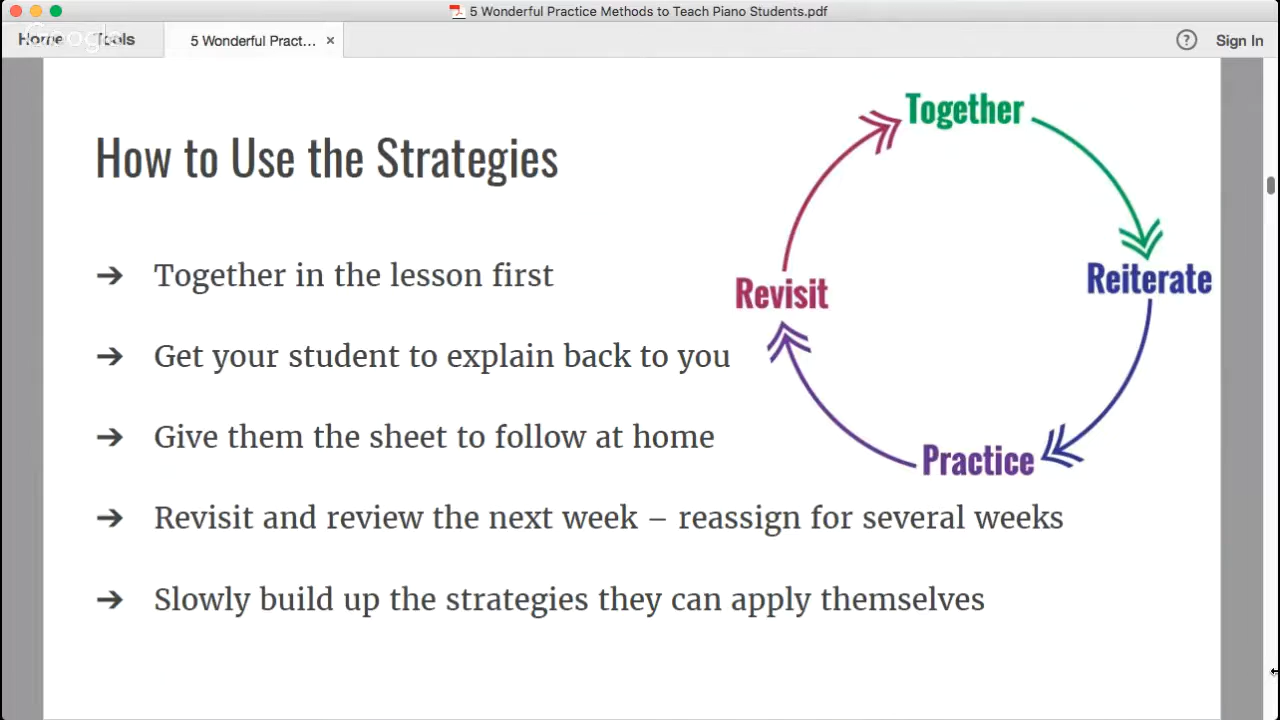 5 Wonderful Practice Methods to Teach Piano Students.pdf
Home Tools 5 Wonderful Pract... × ? Sign In
Google
How to Use the Strategies
→ Together in the lesson first
→ Get your student to explain back to you
→ Give them the sheet to follow at home
→ Revisit and review the next week – reassign for several weeks
→ Slowly build up the strategies they can apply themselves
Together
Reiterate
Practice
Revisit